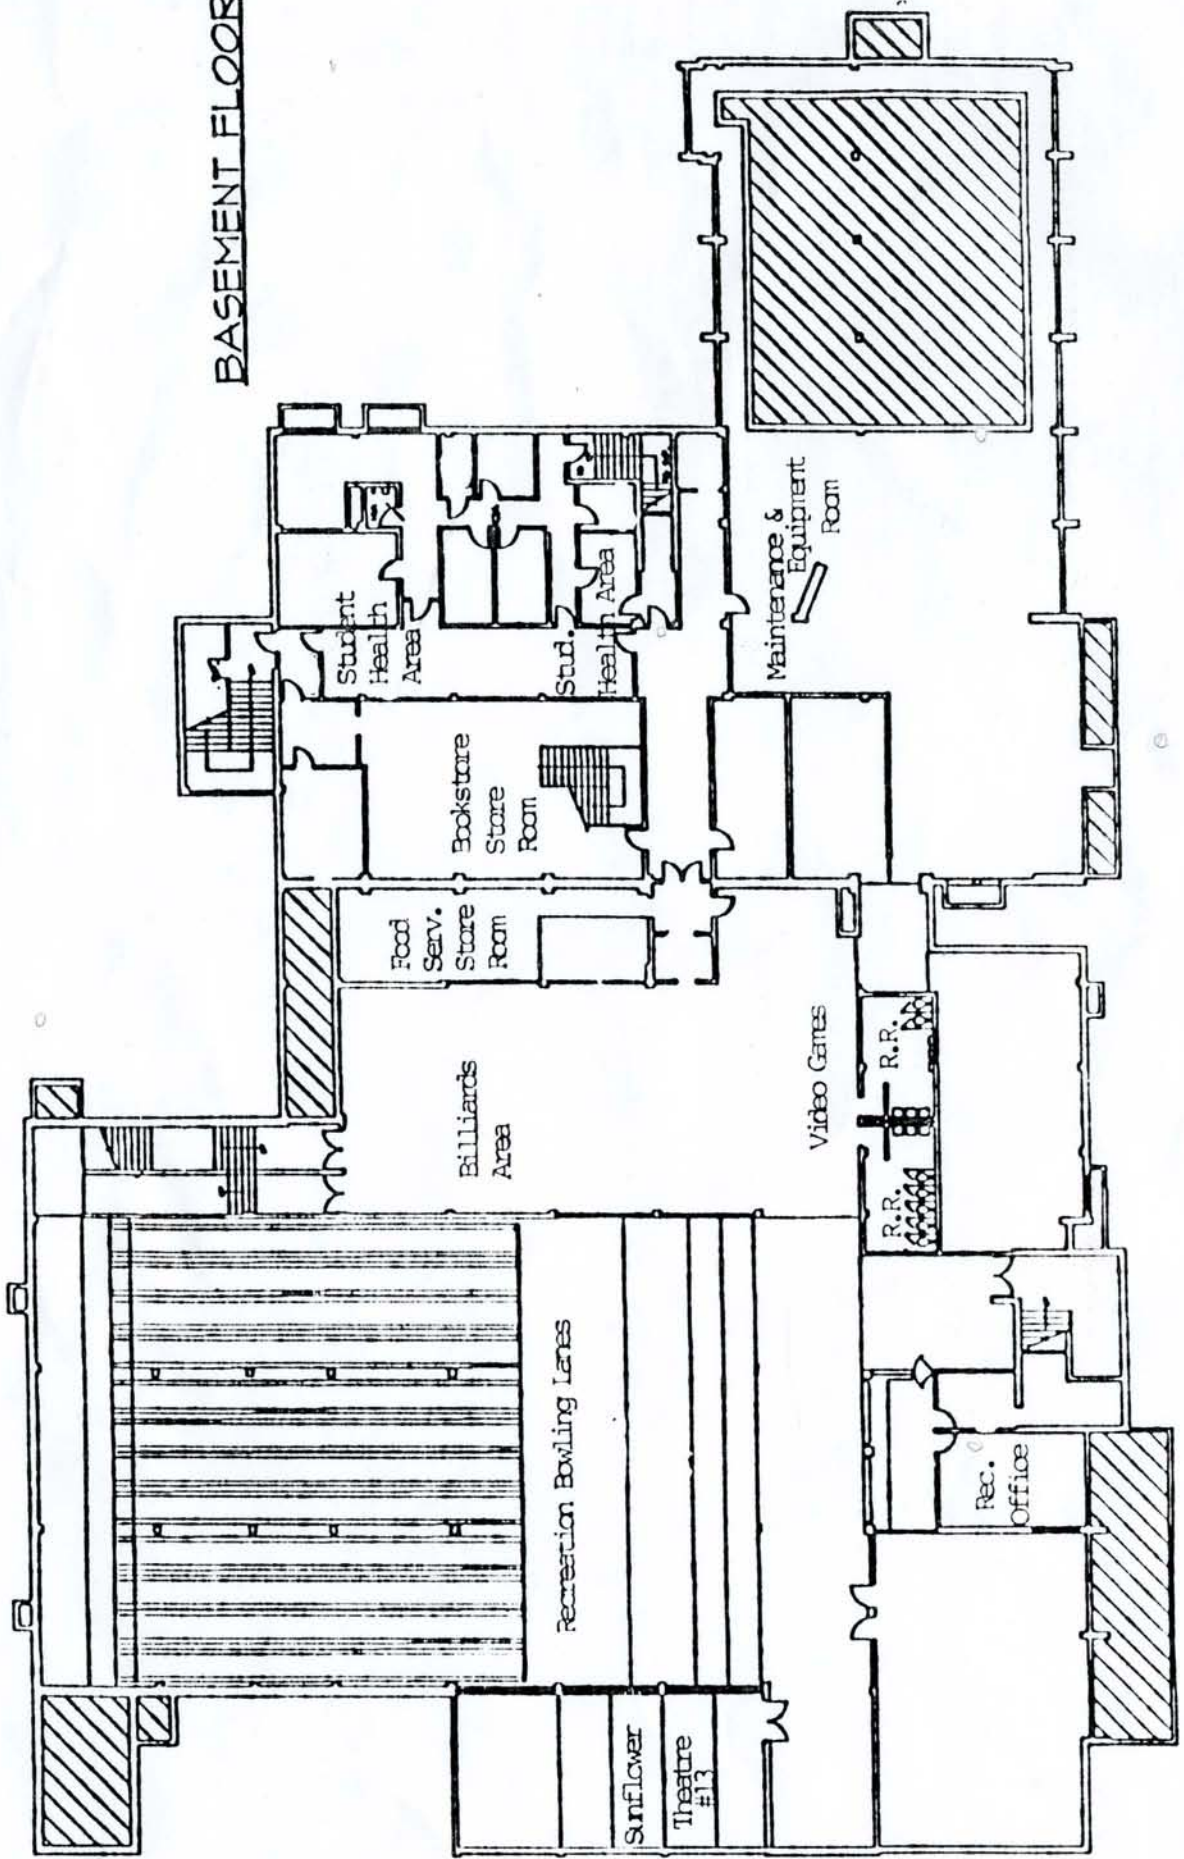 BASEMENT FLOOR
Student
Health
Area
Stud.
Health Area
Maintenance &
Equipment
Room
Bookstore
Store
Room
Food
Serv.
Store
Room
Billiards
Area
Video Games
R.R.
R.R.
Recreation Bowling Lanes
Rec.
Office
Sunflower
Theatre
#13